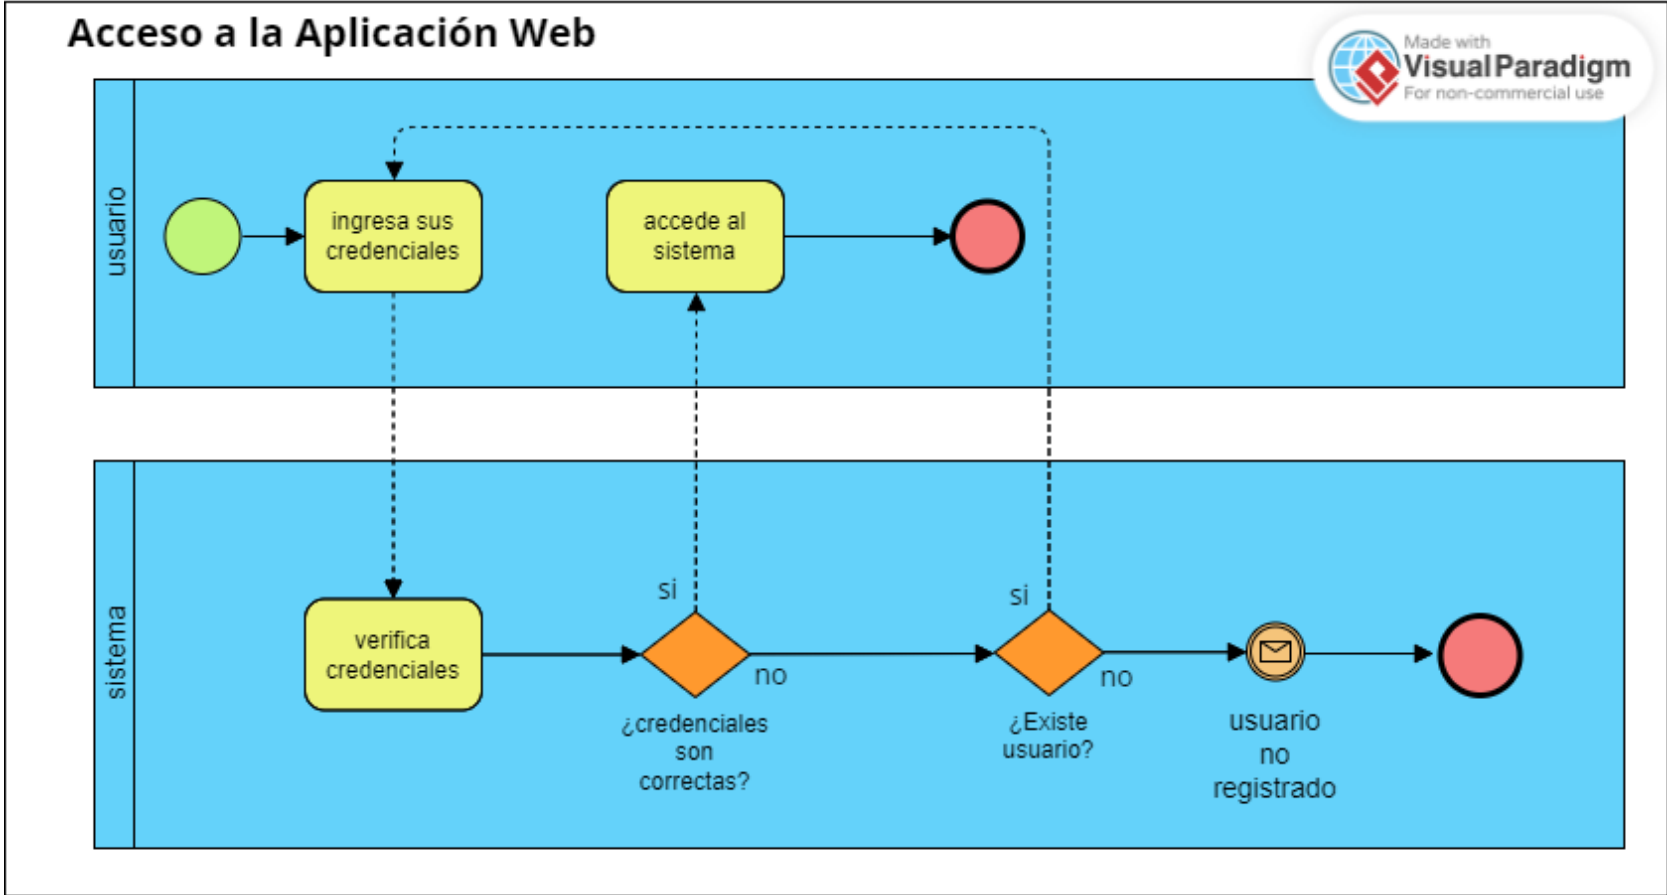 Acceso a la Aplicación Web
Made with
Visual Paradigm
For non-commercial use
usuario
ingresa sus
credenciales
accede al
sistema
sistema
verifica
credenciales
si
no
¿credenciales
son
correctas?
si
no
¿Existe
usuario?
usuario
no
registrado